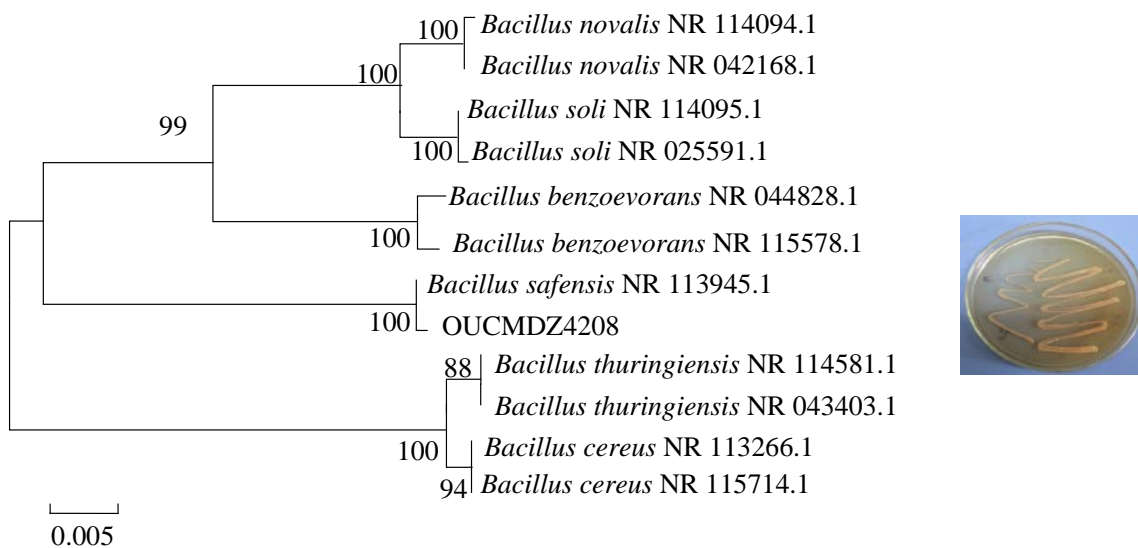 100
Bacillus novalis NR 114094.1
Bacillus novalis NR 042168.1
100
Bacillus soli NR 114095.1
99
100
Bacillus soli NR 025591.1
Bacillus benzoevorans NR 044828.1
100
Bacillus benzoevorans NR 115578.1
Bacillus safensis NR 113945.1
100
OUCMDZ4208
88
Bacillus thuringiensis NR 114581.1
Bacillus thuringiensis NR 043403.1
100
Bacillus cereus NR 113266.1
94
Bacillus cereus NR 115714.1
0.005